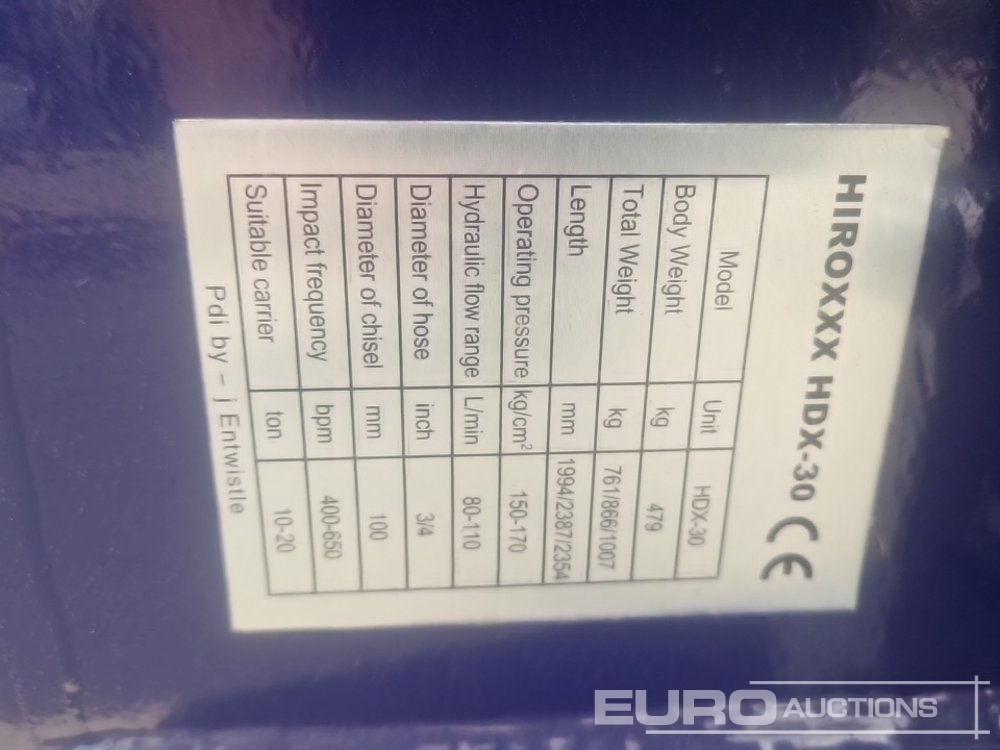 HIROXXX HDX-30 CE
Model Unit HDX-30
Body Weight kg 479
Total Weight kg 761/866/1007
Length mm 1994/2387/2354
Operating pressure kg/cm² 150-170
Hydraulic flow range L/min 80-110
Diameter of hose inch 3/4
Diameter of chisel mm 100
Impact frequency bpm 400-650
Suitable carrier ton 10-20
Pdi by - j Entwistle
EURO AUCTIONS